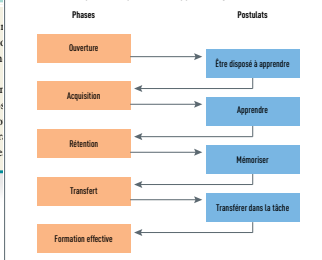 Phases
Postulats
Ouverture
Être disposé à apprendre
Acquisition
Apprendre
Rétention
Mémoriser
Transfert
Transférer dans la tâche
Formation effective